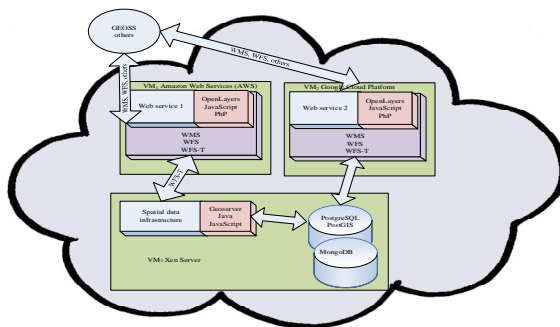 GEOSS
others
WMS, WFS, others
WMS, WFS, others
VM1 Amazon Web Services (AWS)
Web service 1
OpenLayers
JavaScript
PhP
WMS
WFS
WFS-T
VM2 Google Cloud Platform
Web service 2
OpenLayers
JavaScript
PhP
WMS
WFS
WFS-T
WFS-T
Spatial data
infrastructure
Geoserver
Java
JavaScript
PostgreSQL
PostGIS
MongoDB
VM3 Xen Server